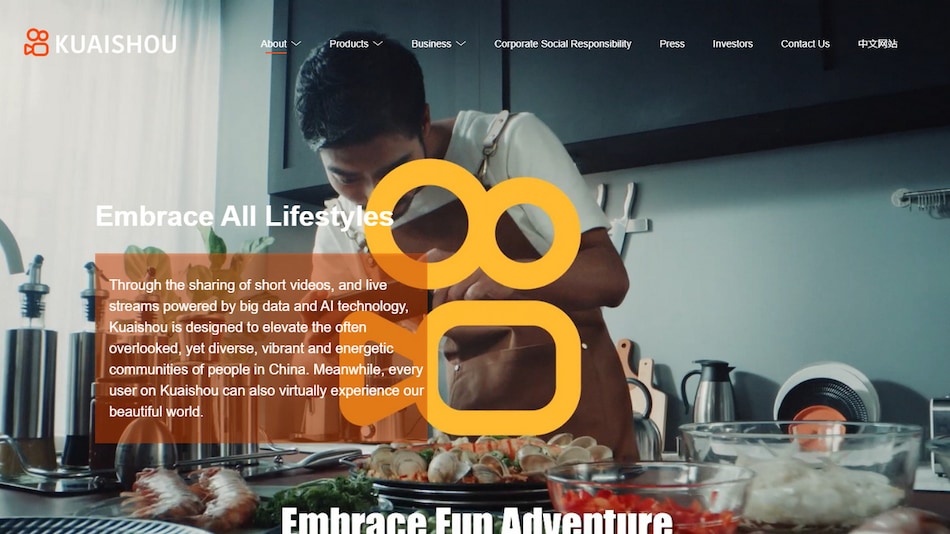 KUAISHOU
About
Products
Business
Corporate Social Responsibility
Press
Investors
Contact Us
中文网站
Embrace All Lifestyles
Through the sharing of short videos, and live
streams powered by big data and AI technology,
Kuaishou is designed to elevate the often
overlooked, yet diverse, vibrant and energetic
communities of people in China. Meanwhile, every
user on Kuaishou can also virtually experience our
beautiful world.
Embrace Fun Adventure